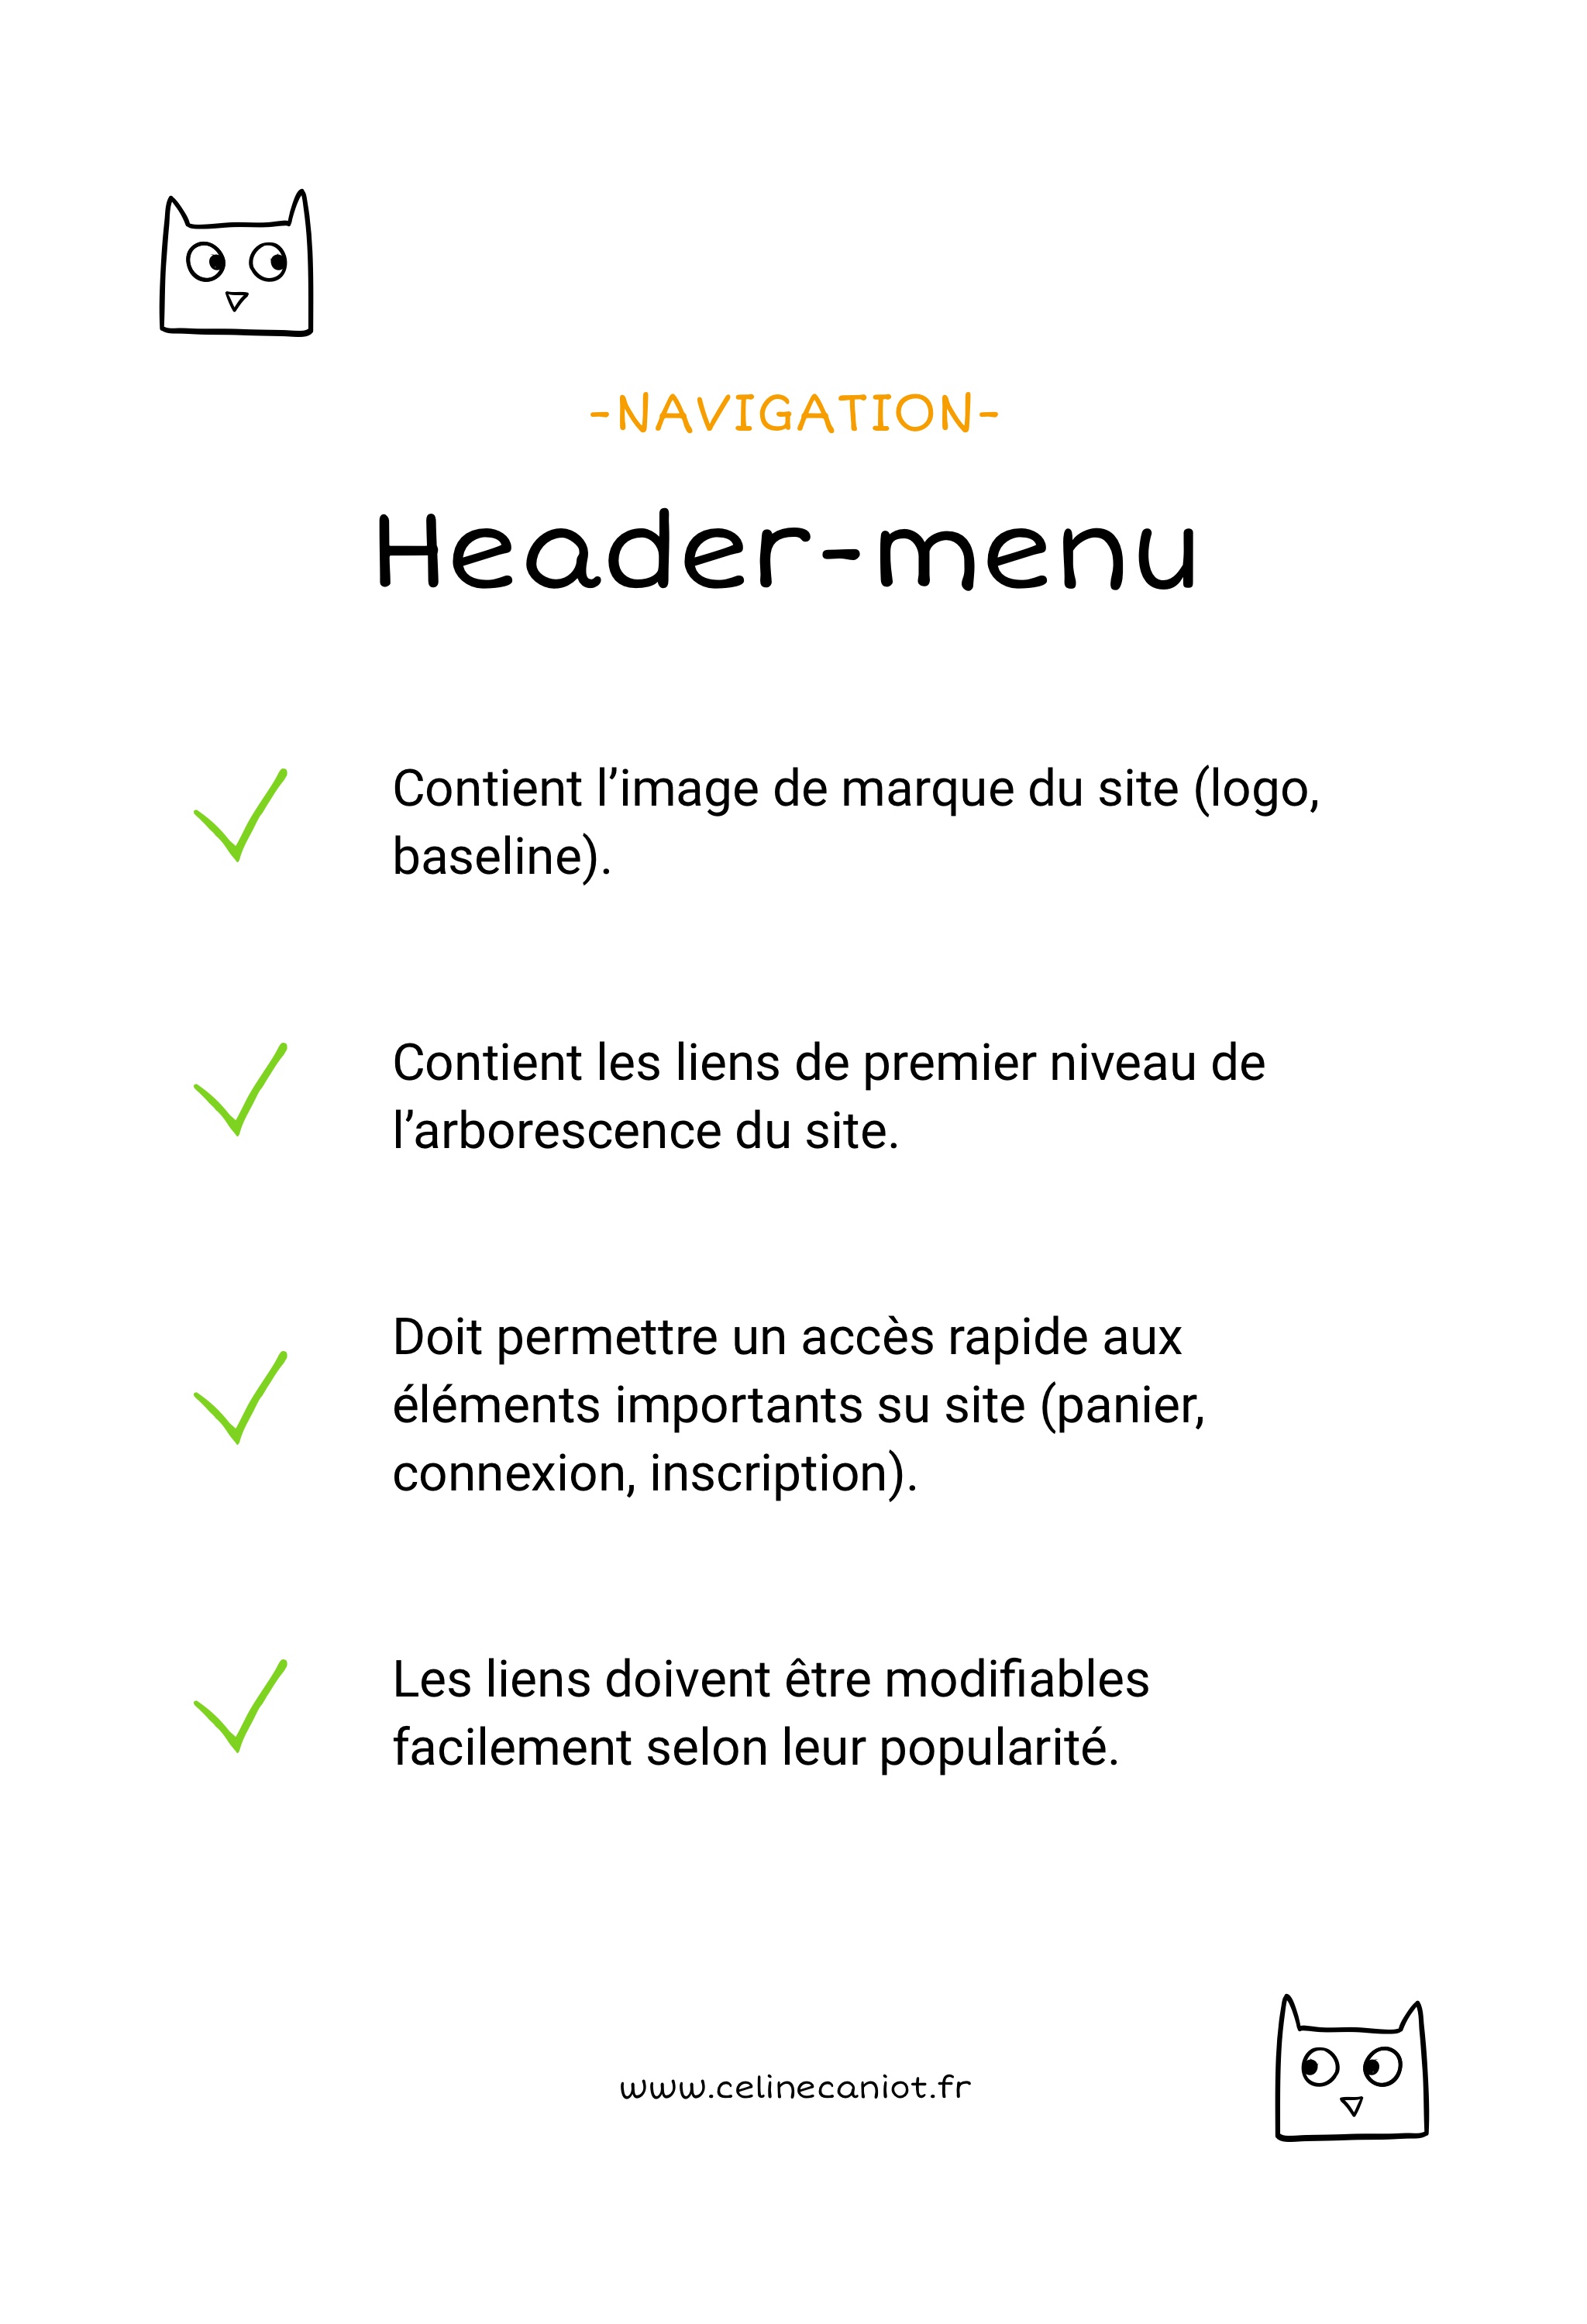 -NAVIGATION-
Header-menu
Contient l’image de marque du site (logo,
baseline).
Contient les liens de premier niveau de
l’arborescence du site.
Doit permettre un accès rapide aux
éléments importants su site (panier,
connexion, inscription).
Les liens doivent être modifiables
facilement selon leur popularité.
www.celinecaniot.fr